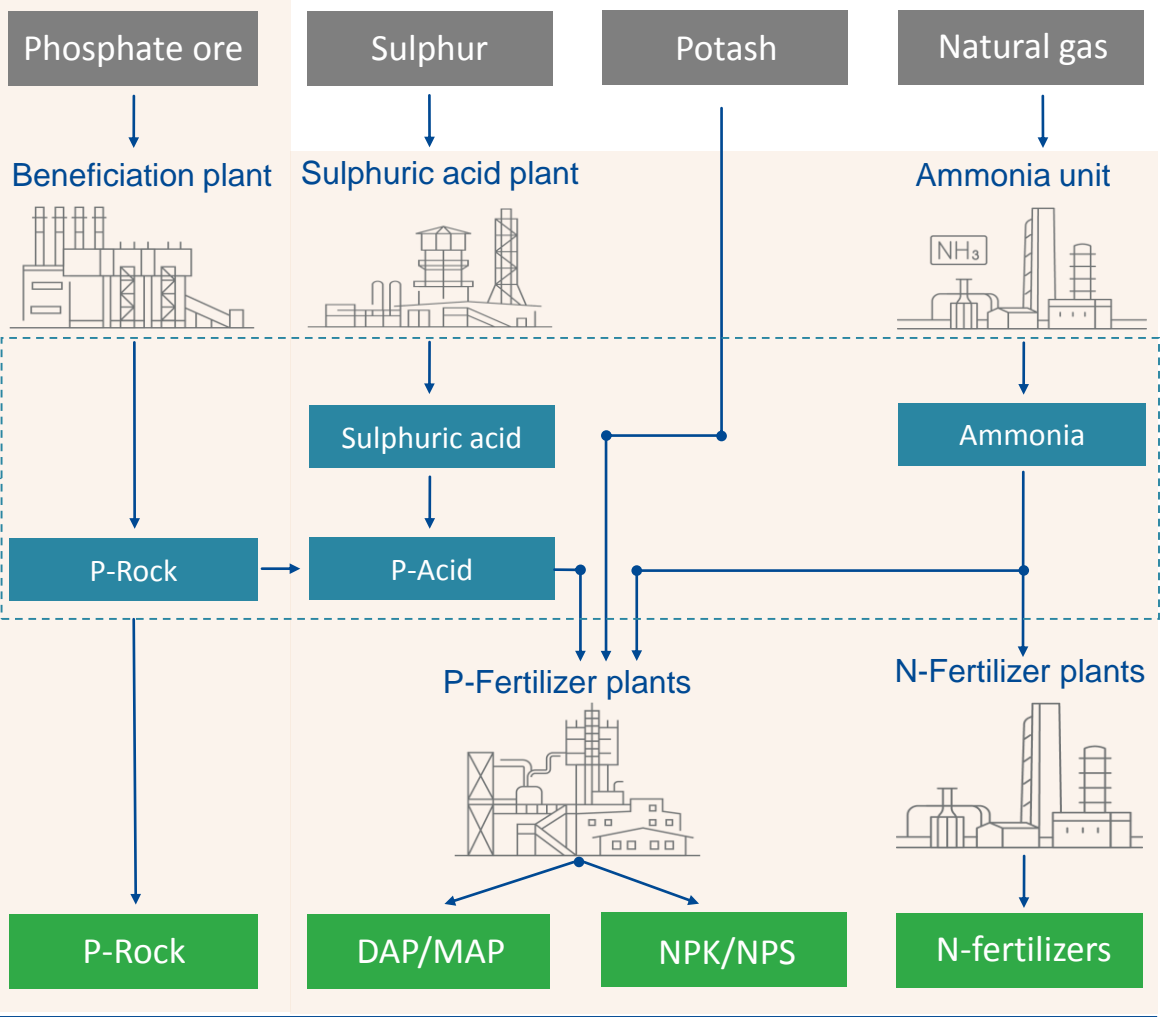 Phosphate ore
Sulphur
Potash
Natural gas
Beneficiation plant
Sulphuric acid plant
Ammonia unit
NH₃
Sulphuric acid
Ammonia
P-Rock
P-Acid
P-Fertilizer plants
N-Fertilizer plants
P-Rock
DAP/MAP
NPK/NPS
N-fertilizers